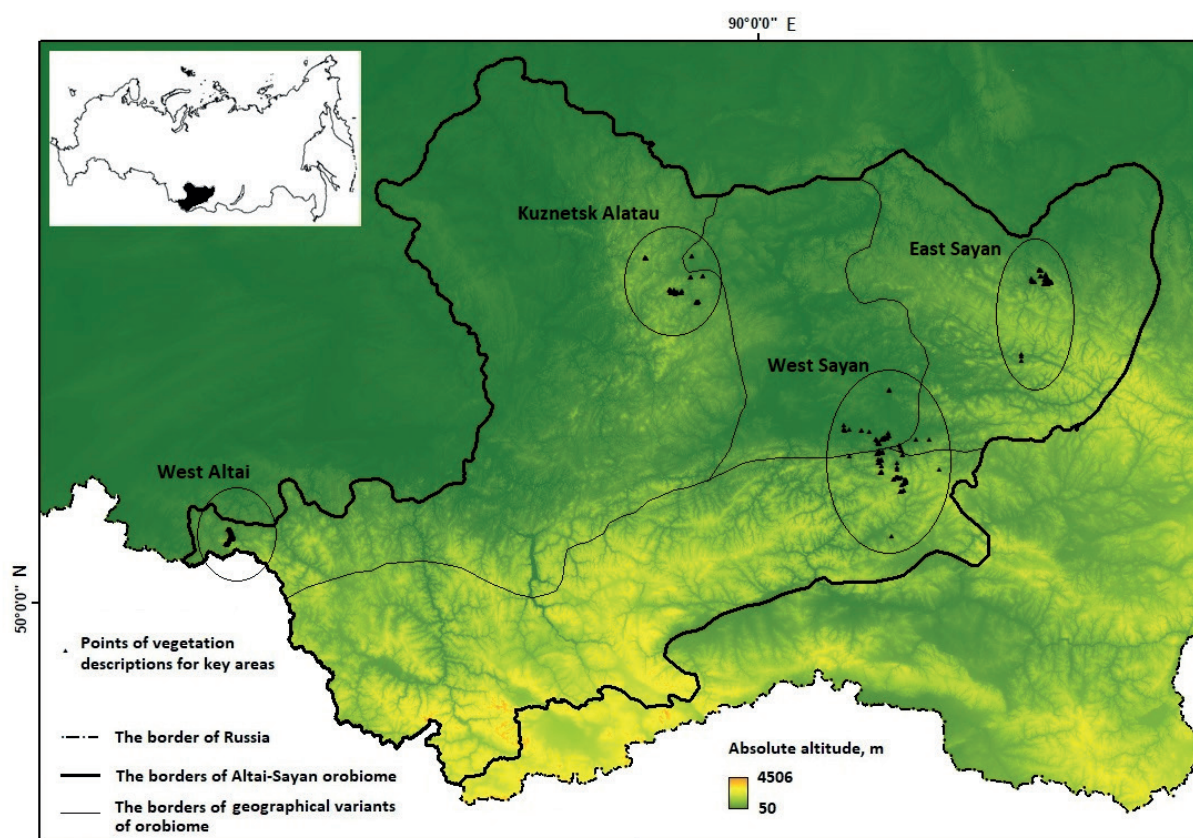 90°0'0" E
Kuznetsk Alatau
East Sayan
West Sayan
West Altai
50°0'0" N
Points of vegetation
descriptions for key areas
The border of Russia
The borders of Altai-Sayan orobiome
The borders of geographical variants
of orobiome
Absolute altitude, m
4506
50